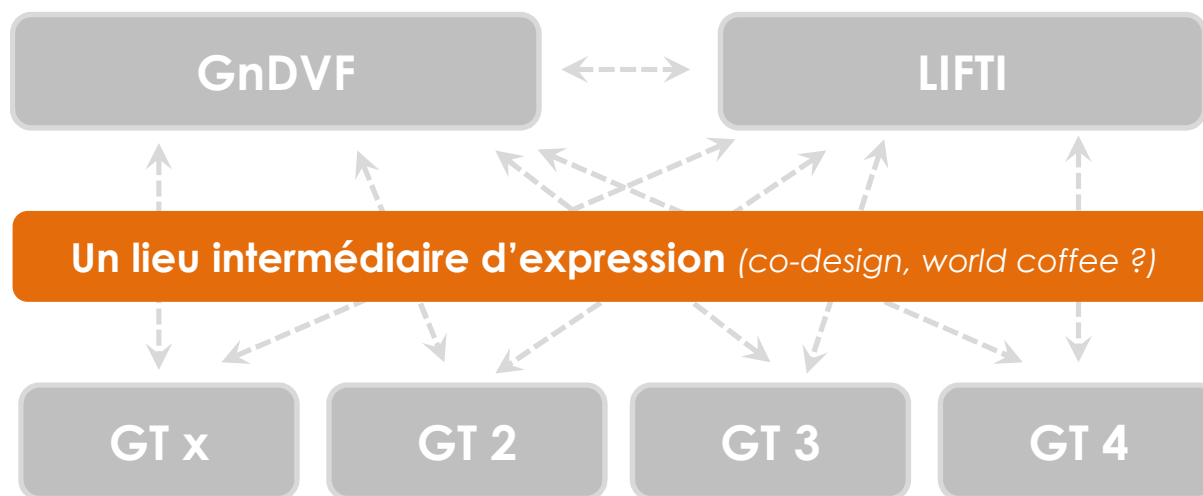 GnDVF
LIFTI
Un lieu intermédiaire d’expression (co-design, world coffee ?)
GT x
GT 2
GT 3
GT 4